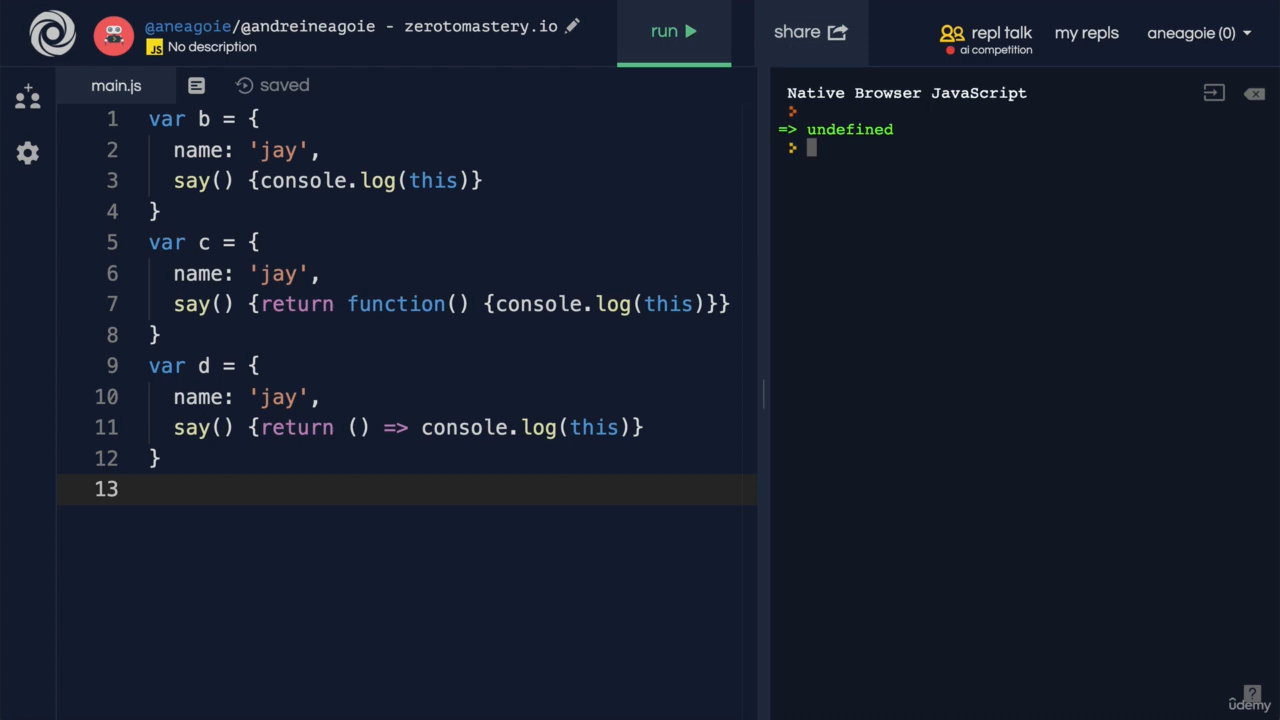 @aneagoie/@andreineagoie - zerotomastery.io
JS No description
run
share
repl talk
ai competition
my repls
aneagoie (0)
main.js
saved
1 var b = {
2   name: 'jay',
3   say() {console.log(this)}
4 }
5 var c = {
6   name: 'jay',
7   say() {return function() {console.log(this)}}
8 }
9 var d = {
10   name: 'jay',
11   say() {return () => console.log(this)}
12 }
13
Native Browser JavaScript
=> undefined
?
udemy